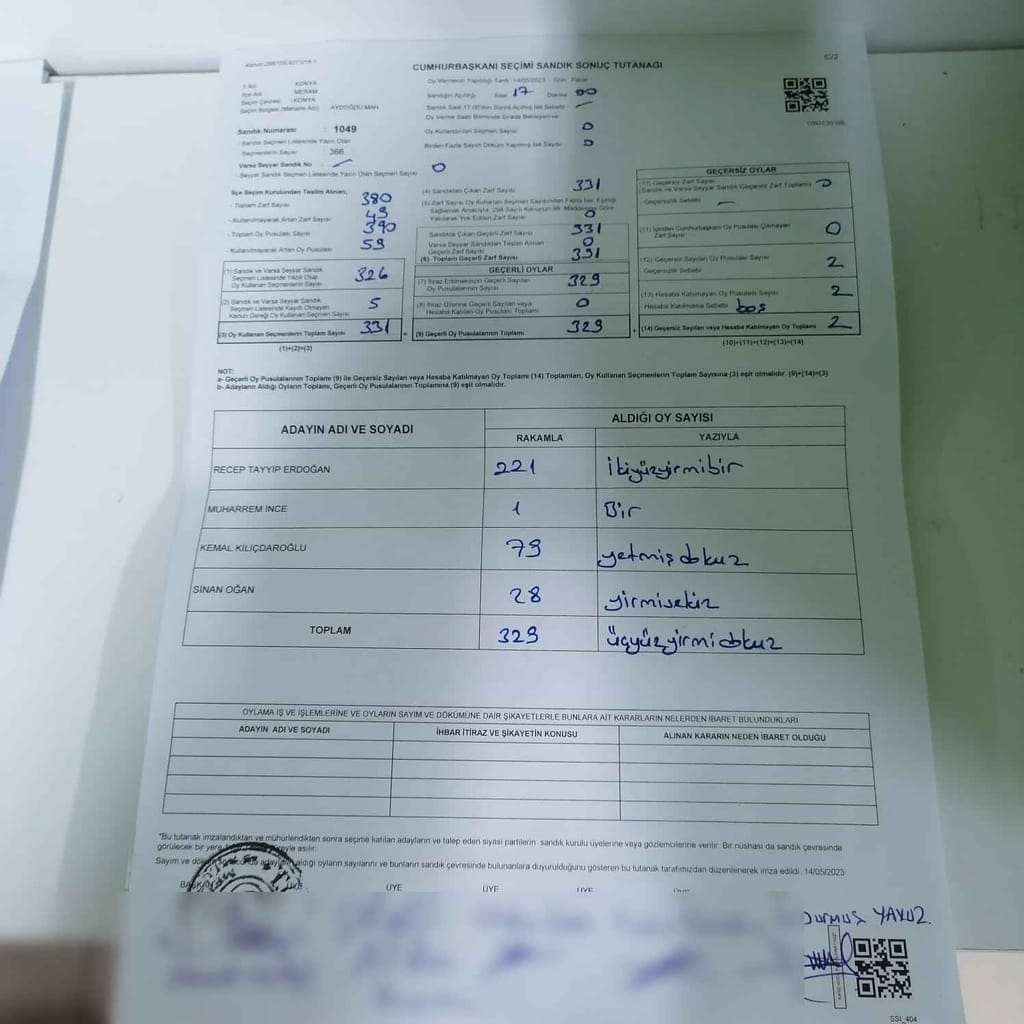 C/2
CUMHURBAŞKANI SEÇİMİ SANDIK SONUÇ TUTANAĞI
İli Adı : KONYA
İlçe Adı : MERAM
Seçim Çevresi : KONYA
Seçim Bölgesi (Mahalle Adı) AYDOĞDU MAH
Oy Vermenin Yapıldığı Tarih : 14/05/2023 Gün : Pazar
Sandığın Açıldığı Saat 17 Dakika 00
Sandık Saat 17:00'den Sonra Açılmış İse Sebebi
Oy Verme Saati Bitiminde Sırada Bekleyen ve
Oy Kullandırılan Seçmen Sayısı 0
Birden Fazla Sayım Döküm Yapılmış İse Sayısı 0
Sandık Numarası : 1049
Sandık Seçmen Listesinde Yazılı Olan
Seçmenlerin Sayısı : 366
Varsa Seyyar Sandık No :
Seyyar Sandık Seçmen Listesinde Yazılı Olan Seçmen Sayısı 0
İlçe Seçim Kurulundan Teslim Alınan;
- Toplam Zarf Sayısı 380
- Kullanılmayarak Artan Zarf Sayısı 49
- Toplam Oy Pusulası Sayısı 390
- Kullanılmayarak Artan Oy Pusulası 59
(1) Sandık ve Varsa Seyyar Sandık
Seçmen Listesinde Yazılı Olup
Oy Kullanan Seçmenlerin Sayısı 326
(2) Sandık ve Varsa Seyyar Sandık
Seçmen Listesinde Kaydı Olmayan
Kanun Gereği Oy Kullanan Seçmenlerin Sayısı 5
(3) Oy Kullanan Seçmenlerin Toplam Sayısı 331
(1)+(2)=(3)
(4) Sandıktan Çıkan Zarf Sayısı 331
(5) Zarf Sayısı Oy Kullanan Seçmen Sayısından Fazla İse, Eşitliği
Sağlamak Amacıyla, 298 Sayılı Kanunun 98. Maddesine Göre
Yakılarak Yok Edilen Zarf Sayısı 0
Sandıkta Çıkan Geçerli Zarf Sayısı 331
Varsa Seyyar Sandıktan Teslim Alınan
Geçerli Zarf Sayısı 0
(6) Toplam Geçerli Zarf Sayısı 331
GEÇERLİ OYLAR
(7) İtiraz Edilmeksizin Geçerli Sayılan
Oy Pusulalarının Sayısı 329
(8) İtiraz Üzerine Geçerli Sayılan veya
Hesaba Katılan Oy Pusulası Toplamı 0
(9) Geçerli Oy Pusulalarının Toplamı 329
GEÇERSİZ OYLAR
(10) Geçersiz Zarf Sayısı
(Sandık ve Varsa Seyyar Sandık Geçersiz Zarf Toplamı) 0
Geçersizlik Sebebi
(11) İçinden Cumhurbaşkanı Oy Pusulası Çıkmayan
Zarf Sayısı 0
(12) Geçersiz Sayılan Oy Pusulası Sayısı 2
Geçersizlik Sebebi
(13) Hesaba Katılmayan Oy Pusulası Sayısı 2
Hesaba Katılmama Sebebi boş
(14) Geçersiz Sayılan veya Hesaba Katılmayan Oy Toplamı 2
(10)+(11)+(12)+(13)=(14)
NOT:
a- Geçerli Oy Pusulalarının Toplamı (9) ile Geçersiz Sayılan veya Hesaba Katılmayan Oy Toplamı (14) Toplamları, Oy Kullanan Seçmenlerin Toplam Sayısına (3) eşit olmalıdır. (9)+(14)=(3)
b- Adayların Aldığı Oyların Toplamı, Geçerli Oy Pusulalarının Toplamına (9) eşit olmalıdır.
ADAYIN ADI VE SOYADI
ALDIĞI OY SAYISI
RAKAMLA YAZIYLA
RECEP TAYYİP ERDOĞAN 221 ikiyüzyirmibir
MUHARREM İNCE 1 Bir
KEMAL KILIÇDAROĞLU 79 yetmişdokuz
SİNAN OĞAN 28 yirmisekiz
TOPLAM 329 üçyüzyirmidokuz
OYLAMA İŞ VE İŞLEMLERİNE VE OYLARIN SAYIM VE DÖKÜMÜNE DAİR ŞİKAYETLERLE BUNLARA AİT KARARLARIN NELERDEN İBARET BULUNDUKLARI
ADAYIN ADI VE SOYADI İHBAR İTİRAZ VE ŞİKAYETİN KONUSU ALINAN KARARIN NEDEN İBARET OLDUĞU
*Bu tutanak imzalandıktan ve mühürlendikten sonra seçime katılan adayların ve talep eden siyasi partilerin sandık kurulu üyelerine veya gözlemcilerine verilir. Bir nüshası da sandık çevresinde
görülecek bir yere asılır.
Sayım ve döküm adayların aldığı oyların sayılarını ve bunların sandık çevresinde bulunanlara duyurulduğunu gösteren bu tutanak tarafımızdan düzenlenerek imza edildi. 14/05/2023
BAŞKAN ÜYE ÜYE ÜYE ÜYE
DURMUŞ YAVUZ.
SSI_404